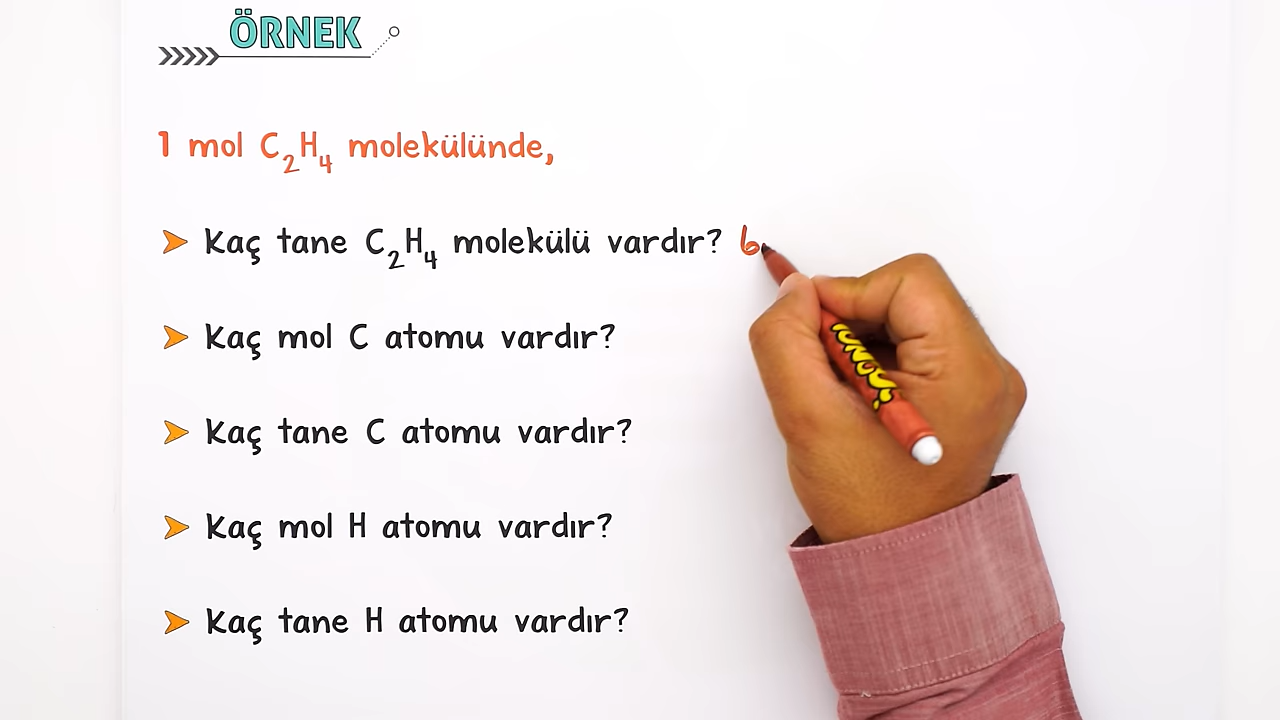 ÖRNEK
1 mol C₂H₄ molekülünde,
➤ Kaç tane C₂H₄ molekülü vardır? 6
➤ Kaç mol C atomu vardır?
➤ Kaç tane C atomu vardır?
➤ Kaç mol H atomu vardır?
➤ Kaç tane H atomu vardır?